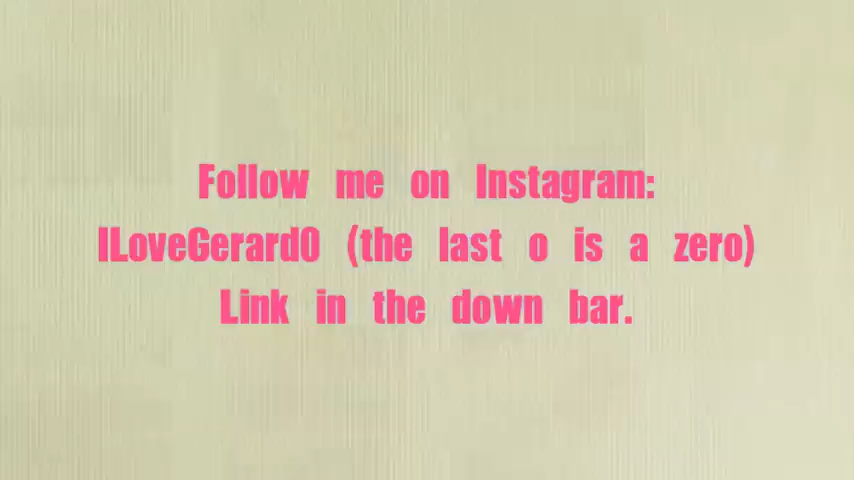 Follow me on Instagram:
ILoveGerard0 (the last o is a zero)
Link in the down bar.